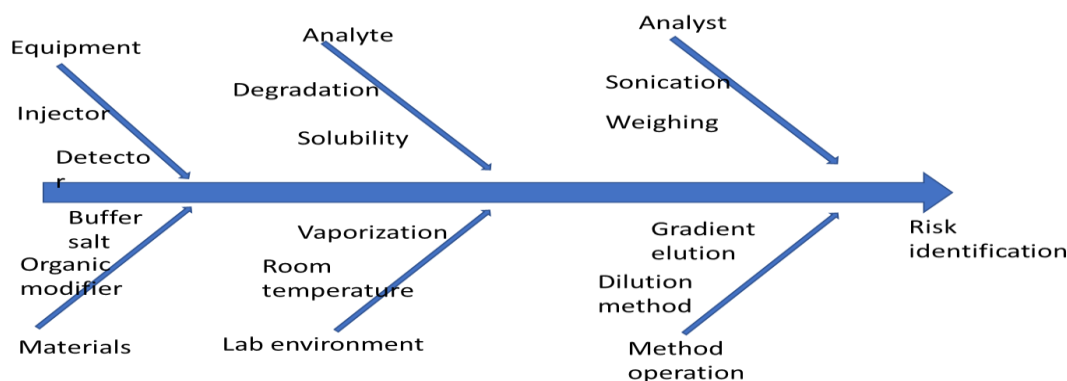 Equipment
Injector
Detecto
r
Analyte
Degradation
Solubility
Analyst
Sonication
Weighing
Buffer
salt
Organic
modifier
Materials
Vaporization
Room
temperature
Lab environment
Gradient
elution
Dilution
method
Method
operation
Risk
identification